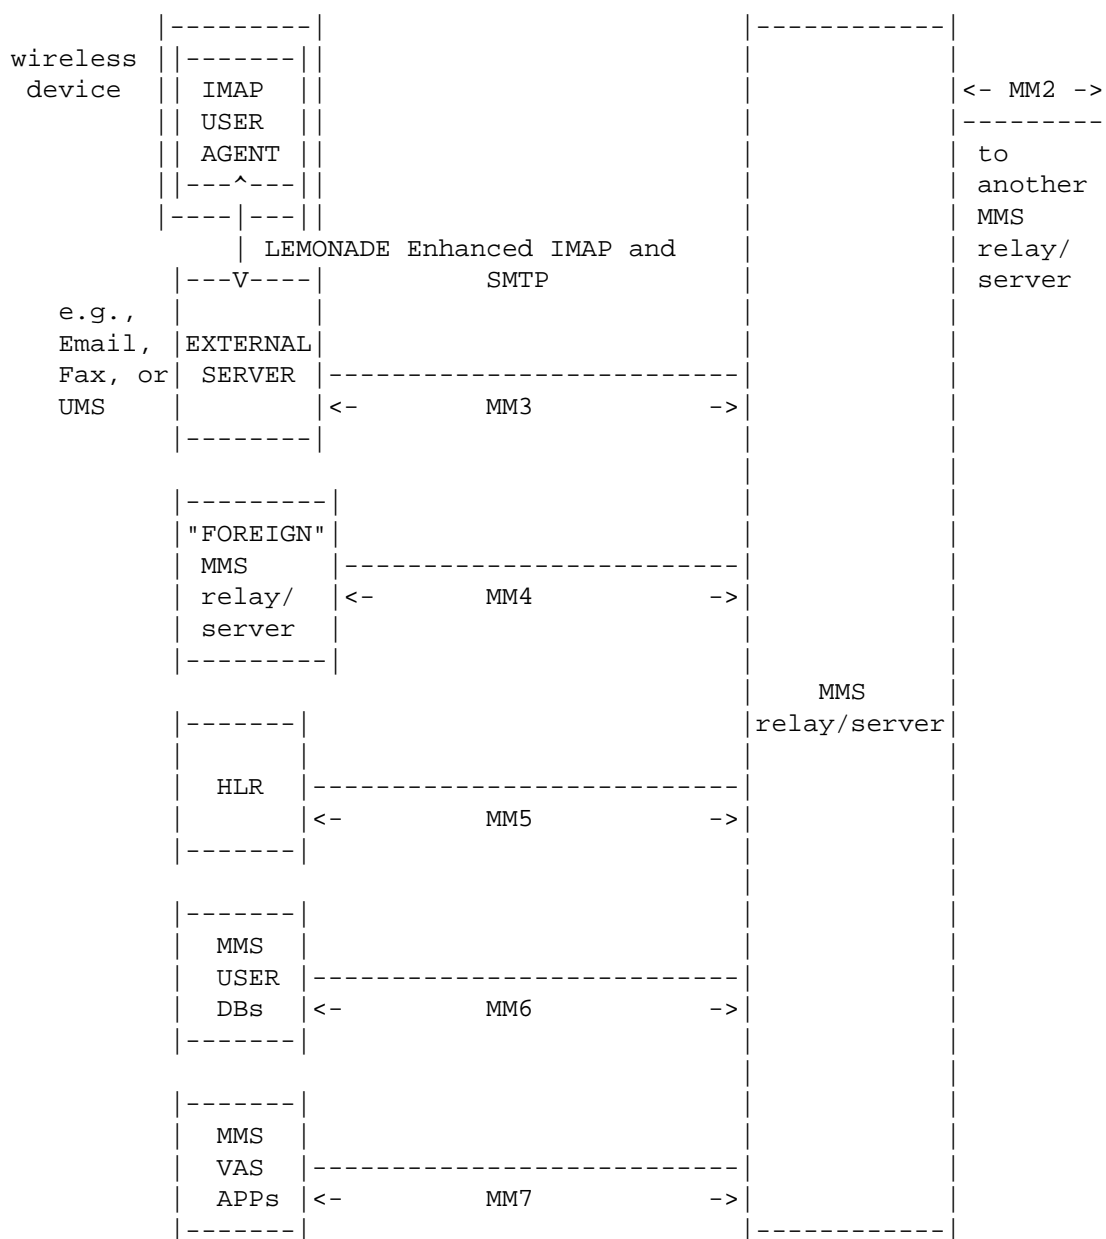 |---------|                          |------------|
wireless ||-------||                          |            |
 device  || IMAP  ||                          |            |<- MM2 ->
         || USER  ||                          |            |---------
         || AGENT ||                          |            | to
         ||---^---||                          |            | another
         |----|---||                          |            | MMS
              | LEMONADE Enhanced IMAP and    |            | relay/
          |---V----|          SMTP            |            | server
   e.g.,  |        |                          |            |
   Email, |EXTERNAL|                          |            |
   Fax, or| SERVER |--------------------------|            |
   UMS    |        |<-        MM3           ->|            |
          |--------|                          |            |
                                              |            |
          |---------|                         |            |
          |"FOREIGN"|                         |            |
          | MMS     |-------------------------|            |
          | relay/  |<-       MM4           ->|            |
          | server  |                         |            |
          |---------|                         |            |
                                              |    MMS     |
          |-------|                           |relay/server|
          |       |                           |            |
          |  HLR  |---------------------------|            |
          |       |<-         MM5           ->|            |
          |-------|                           |            |
                                              |            |
          |-------|                           |            |
          |  MMS  |                           |            |
          |  USER |---------------------------|            |
          |  DBs  |<-         MM6           ->|            |
          |-------|                           |            |
                                              |            |
          |-------|                           |            |
          |  MMS  |                           |            |
          |  VAS  |---------------------------|            |
          |  APPs |<-         MM7           ->|            |
          |-------|                           |------------|